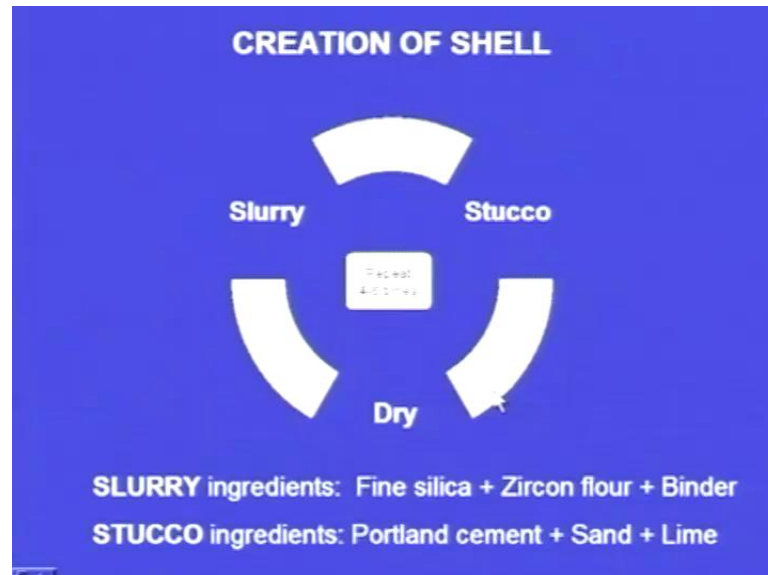 CREATION OF SHELL
Slurry
Stucco
Repeat
Dry
SLURRY ingredients: Fine silica + Zircon flour + Binder
STUCCO ingredients: Portland cement + Sand + Lime